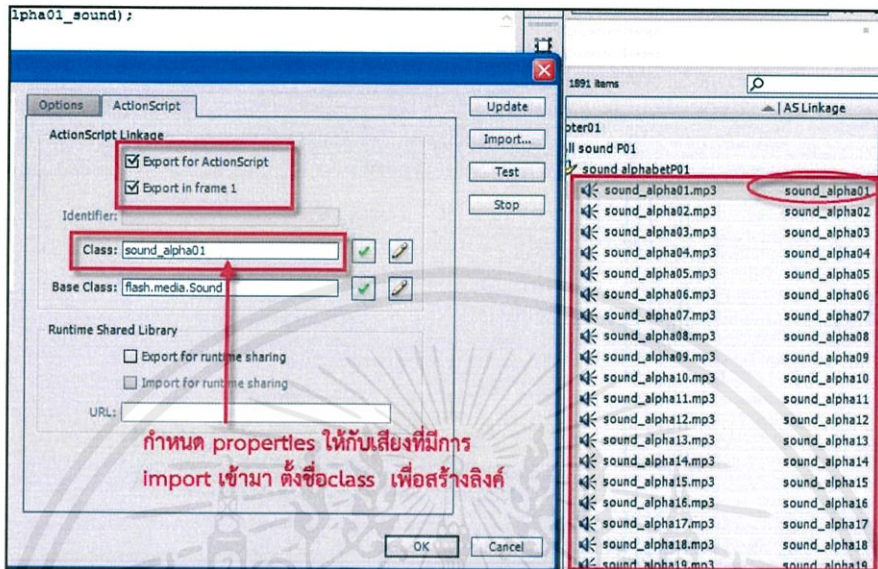 lpha01_sound);
Options
ActionScript
ActionScript Linkage
Export for ActionScript
Export in frame 1
Identifier:
Class: sound_alpha01
Base Class: flash.media.Sound
Runtime Shared Library
Export for runtime sharing
Import for runtime sharing
URL:
กำหนด properties ให้กับเสียงที่มีการ
import เข้ามา ตั้งชื่อclass เพื่อสร้างลิงค์
Update
Import...
Test
Stop
OK
Cancel
1891 items
AS Linkage
pter01
ll sound P01
sound alphabetP01
sound_alpha01.mp3 sound_alpha01
sound_alpha02.mp3 sound_alpha02
sound_alpha03.mp3 sound_alpha03
sound_alpha04.mp3 sound_alpha04
sound_alpha05.mp3 sound_alpha05
sound_alpha06.mp3 sound_alpha06
sound_alpha07.mp3 sound_alpha07
sound_alpha08.mp3 sound_alpha08
sound_alpha09.mp3 sound_alpha09
sound_alpha10.mp3 sound_alpha10
sound_alpha11.mp3 sound_alpha11
sound_alpha12.mp3 sound_alpha12
sound_alpha13.mp3 sound_alpha13
sound_alpha14.mp3 sound_alpha14
sound_alpha15.mp3 sound_alpha15
sound_alpha16.mp3 sound_alpha16
sound_alpha17.mp3 sound_alpha17
sound_alpha18.mp3 sound_alpha18
sound_alpha19.mp3 sound_alpha19